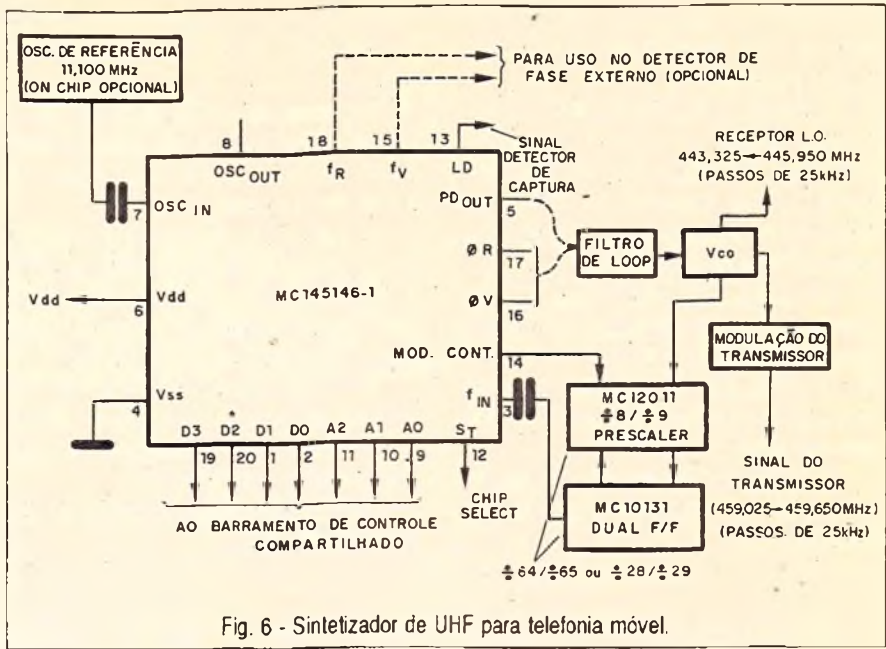 OSC. DE REFERÊNCIA
11,100 MHz
(ON CHIP OPCIONAL)
PARA USO NO DETECTOR DE
FASE EXTERNO (OPCIONAL)
8
18
15
13
SINAL
DETECTOR
DE
CAPTURA
RECEPTOR L.O.
443,325↔445,950 MHz
(PASSOS DE 25kHz)
OSC OUT
fR
fV
LD
7
OSC IN
PD OUT
5
ØR
17
ØV
16
FILTRO
DE LOOP
Vco
Vdd
Vdd
6
MC145146-1
MOD. CONT.
14
MODULAÇÃO DO
TRANSMISSOR
Vss
4
fIN
3
MC12011
÷8/÷9
PRESCALER
D3
D2
D1
D0
A2
A1
A0
ST
19
20
1
2
11
10
9
12
AO BARRAMENTO DE CONTROLE
COMPARTILHADO
CHIP
SELECT
MC10131
DUAL F/F
÷64/÷65 ou ÷28/÷29
SINAL DO
TRANSMISSOR
(459,025↔459,650MHz)
(PASSOS. DE 25kHz)
Fig. 6 - Sintetizador de UHF para telefonia móvel.